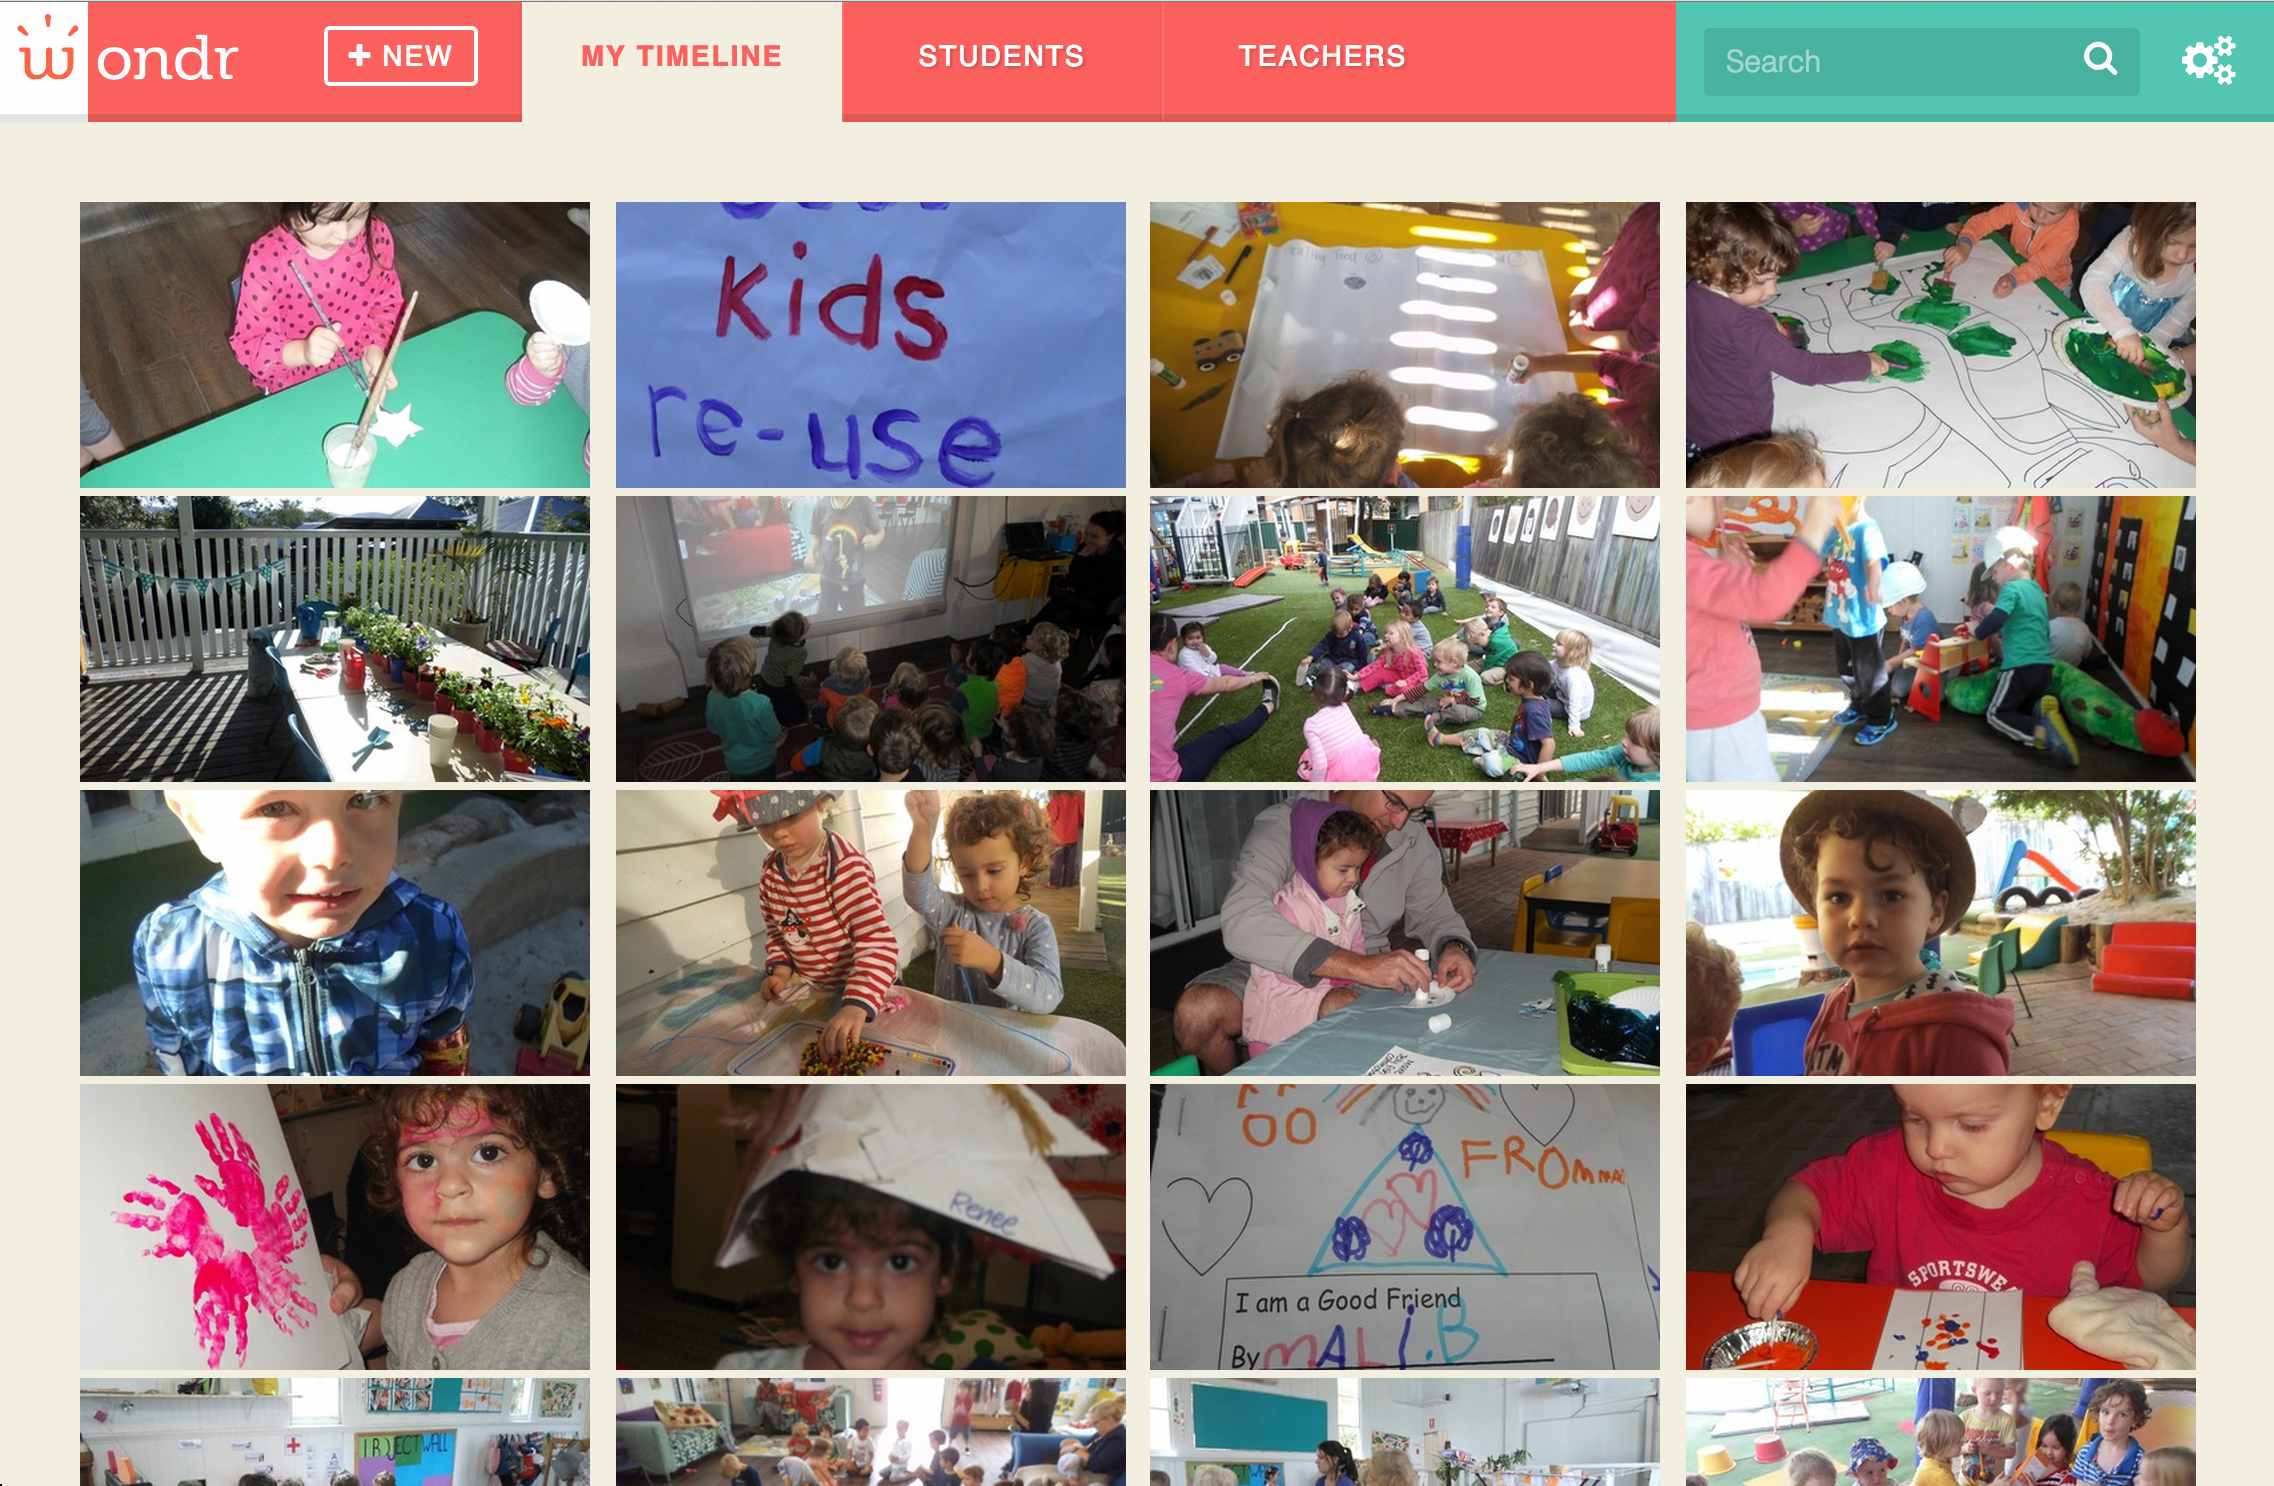 wondr
+ NEW
MY TIMELINE
STUDENTS
TEACHERS
Search
kids
re-use
Renee
FROM MALI
I am a Good Friend
By MALi.B
SPORTSWE
PROJECT WALL